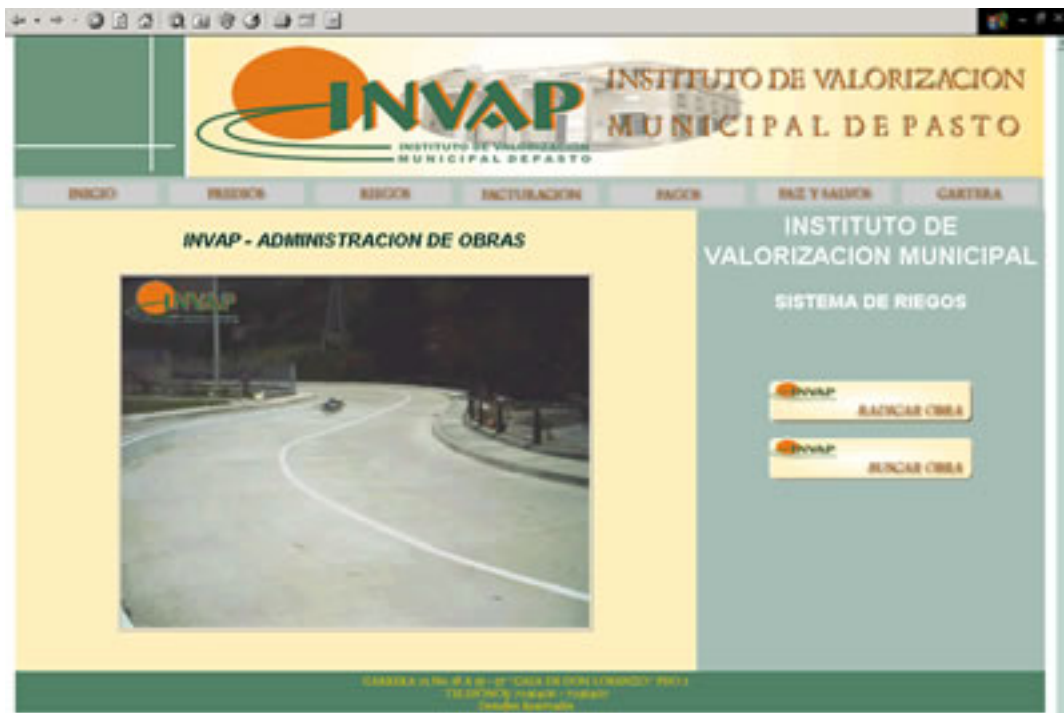 INVAP
INSTITUTO DE VALORIZACION
MUNICIPAL DE PASTO
INSTITUTO DE VALORIZACION
MUNICIPAL DE PASTO
INICIO PREDIOS RIEGOS FACTURACION PAGOS PAZ Y SALVOS CARTERA
INVAP - ADMINISTRACION DE OBRAS
INVAP
INSTITUTO DE
VALORIZACION MUNICIPAL
SISTEMA DE RIEGOS
INVAP
RADICAR OBRA
INVAP
BUSCAR OBRA